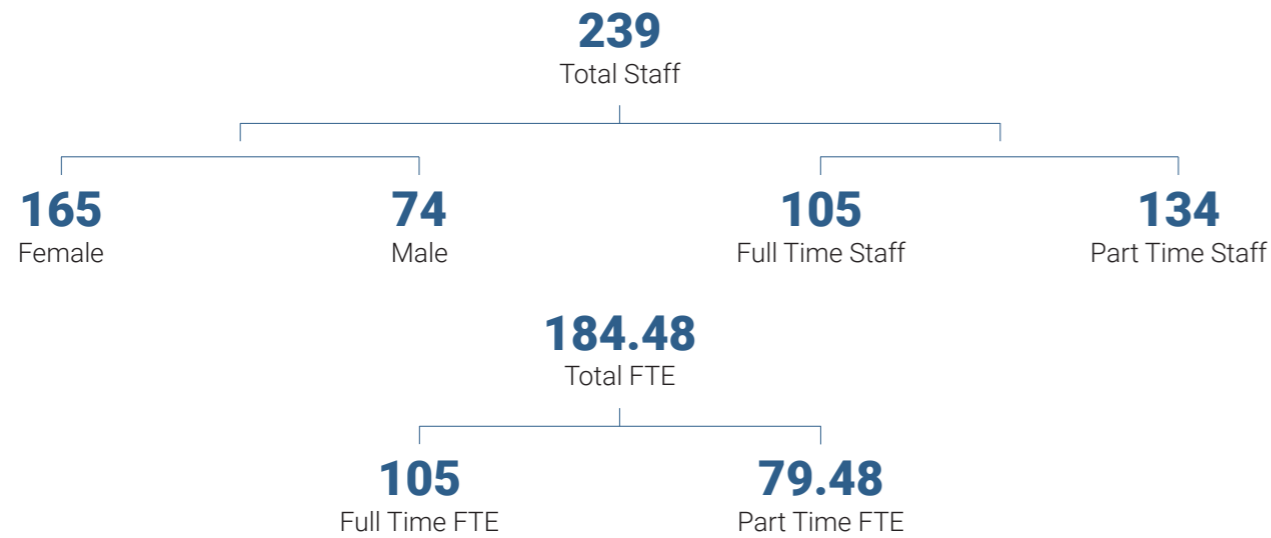 239
Total Staff
165
Female
74
Male
105
Full Time Staff
134
Part Time Staff
184.48
Total FTE
105
Full Time FTE
79.48
Part Time FTE